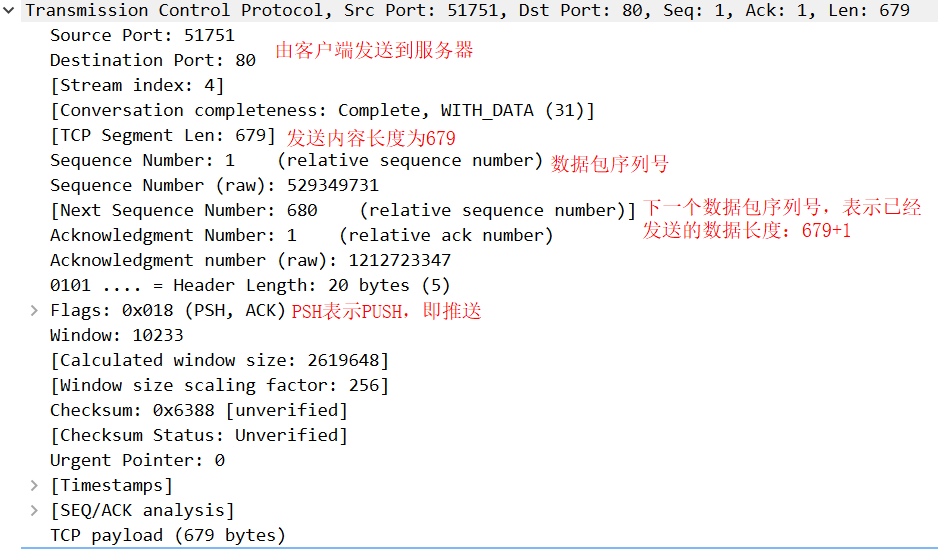 Transmission Control Protocol, Src Port: 51751, Dst Port: 80, Seq: 1, Ack: 1, Len: 679
Source Port: 51751
Destination Port: 80 由客户端发送到服务器
[Stream index: 4]
[Conversation completeness: Complete, WITH_DATA (31)]
[TCP Segment Len: 679] 发送内容长度为679
Sequence Number: 1 (relative sequence number) 数据包序列号
Sequence Number (raw): 529349731
[Next Sequence Number: 680 (relative sequence number)] 下一个数据包序列号，表示已经
发送的数据长度：679+1
Acknowledgment Number: 1 (relative ack number)
Acknowledgment number (raw): 1212723347
0101 .... = Header Length: 20 bytes (5)
Flags: 0x018 (PSH, ACK) PSH表示PUSH，即推送
Window: 10233
[Calculated window size: 2619648]
[Window size scaling factor: 256]
Checksum: 0x6388 [unverified]
[Checksum Status: Unverified]
Urgent Pointer: 0
[Timestamps]
[SEQ/ACK analysis]
TCP payload (679 bytes)